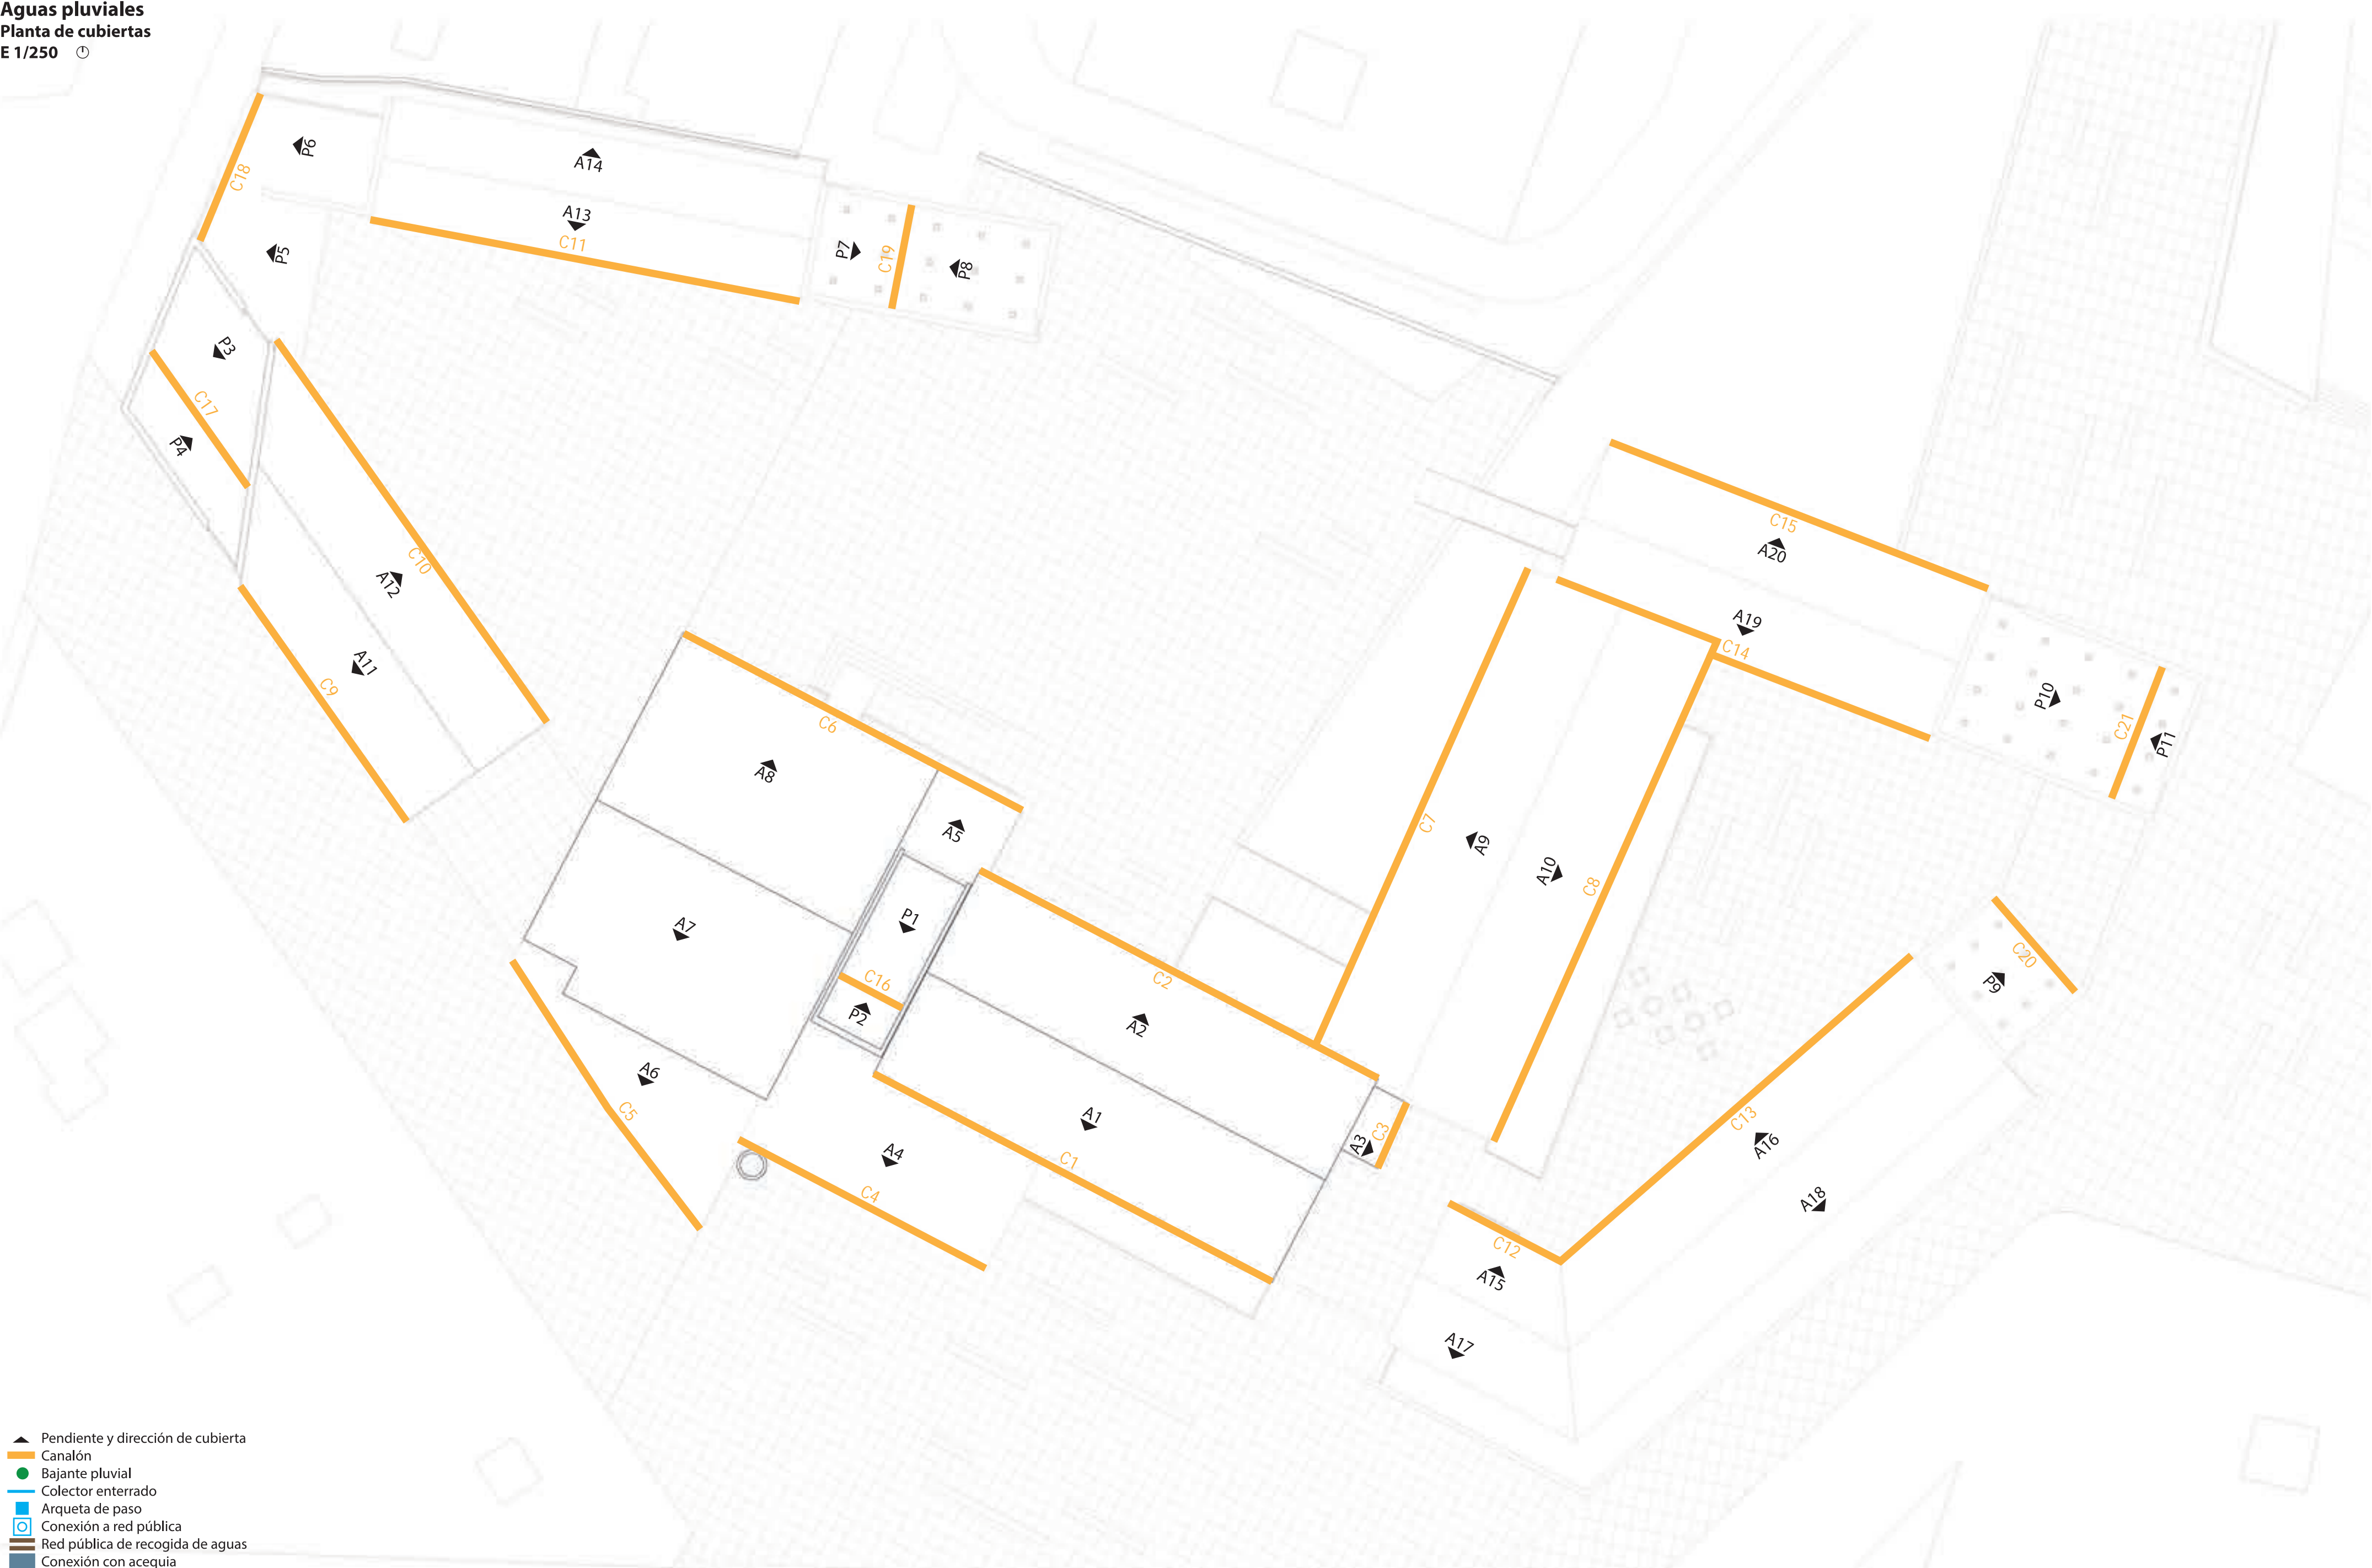 Aguas pluviales
Planta de cubiertas
E 1/250
P6
A14
C18
A13
C11
P5
P7
C19
P8
P3
C17
P4
C15
A20
A12
C10
A19
C14
A11
C9
P10
C21
P11
C6
A8
C7
A5
A9
A10
C8
P1
A7
C20
C16
C2
P9
P2
A2
A6
C5
A1
A3
C3
C13
A16
A4
C1
C4
A18
C12
A15
A17
Pendiente y dirección de cubierta
Canalón
Bajante pluvial
Colector enterrado
Arqueta de paso
Conexión a red pública
Red pública de recogida de aguas
Conexión con acequia